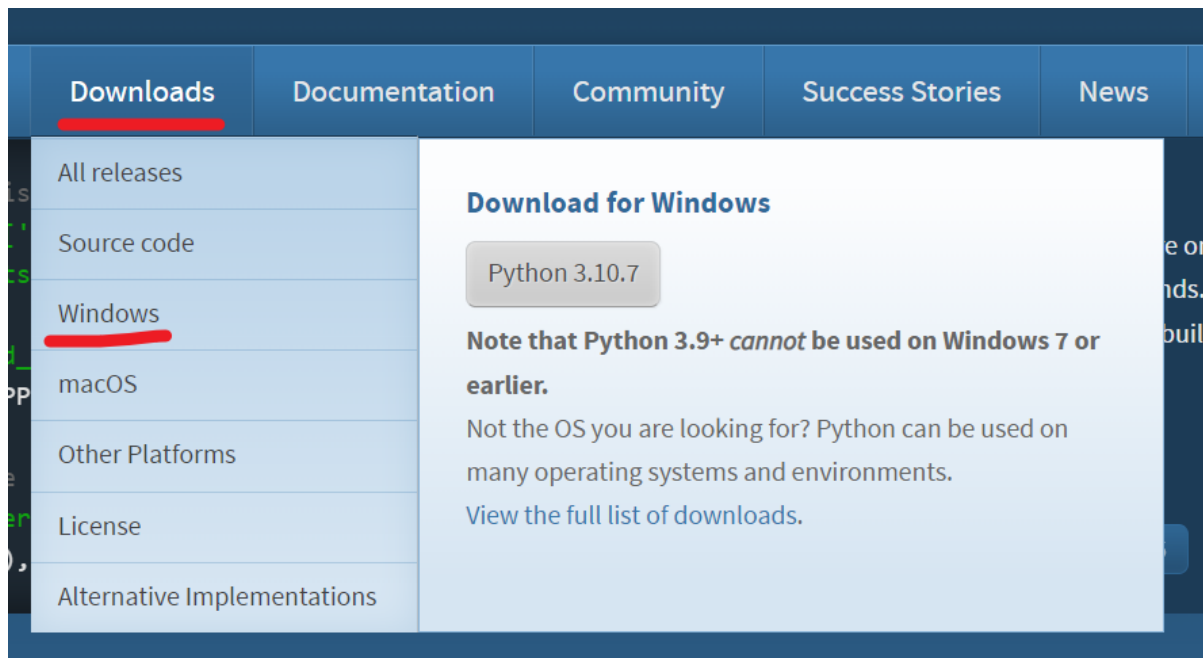 Downloads
Documentation
Community
Success Stories
News
All releases
Source code
Windows
macOS
Other Platforms
License
Alternative Implementations
Download for Windows
Python 3.10.7
Note that Python 3.9+ cannot be used on Windows 7 or
earlier.
Not the OS you are looking for? Python can be used on
many operating systems and environments.
View the full list of downloads.